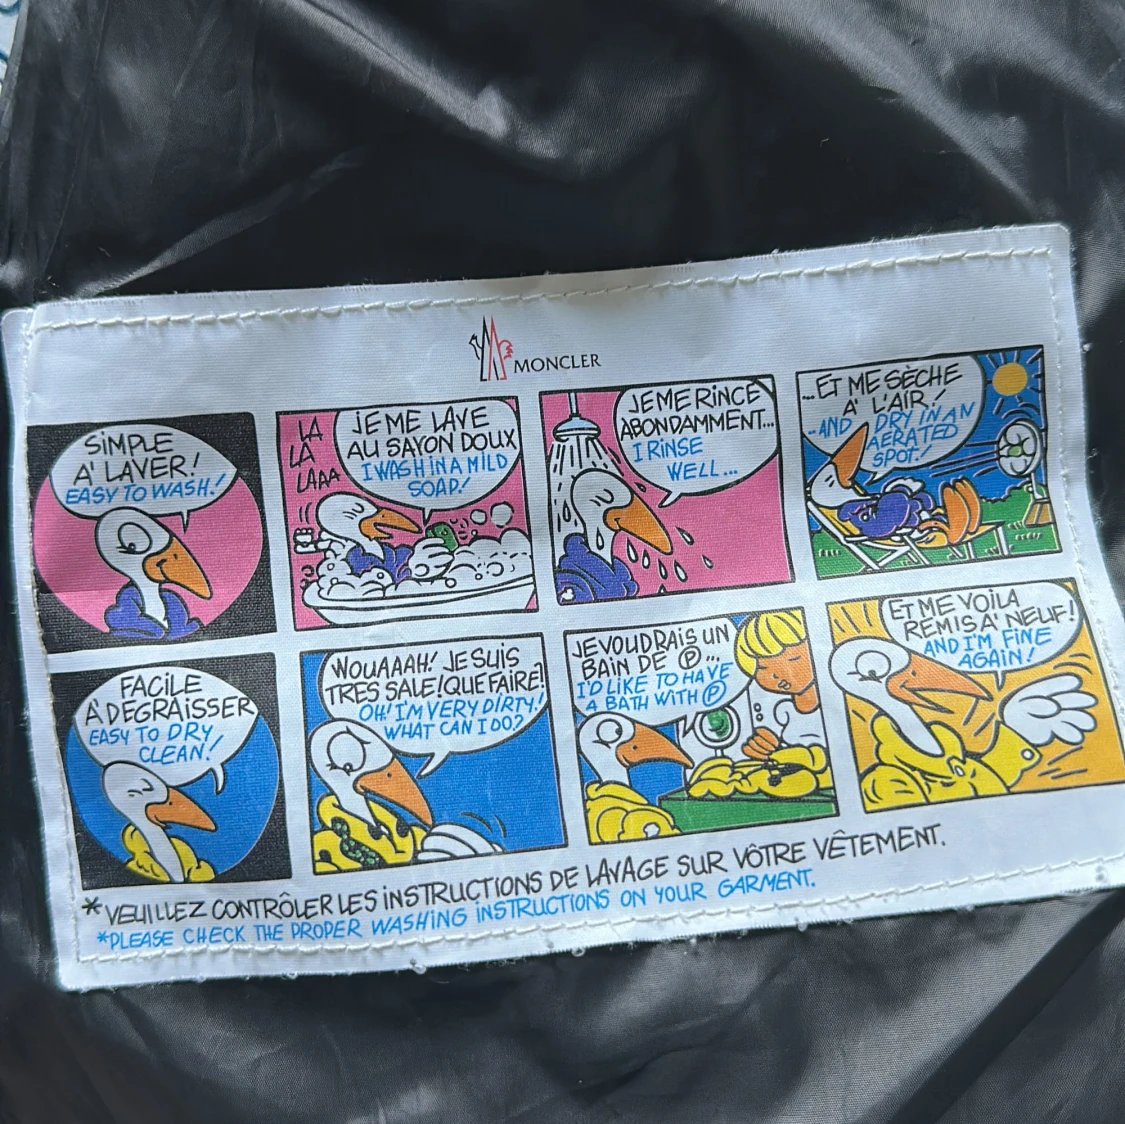 MONCLER
SIMPLE
A' LAVER!
EASY TO WASH!
LA
LA
LAAA
JE ME LAVE
AU SAVON DOUX
I WASH IN A MILD
SOAP!
JE ME RINCE
ABONDAMMENT...
I RINSE
WELL...
...ET ME SÈCHE
A' L'AIR!
..AND DRY IN AN
AERATED
SPOT!
FACILE
A' DEGRAISSER
EASY TO DRY
CLEAN!
WOUAAAH! JE SUIS
TRES SALE! QUE FAIRE?
OH! I'M VERY DIRTY!
WHAT CAN I DO?
JE VOUDRAIS UN
BAIN DE Ⓟ...
I'D LIKE TO HAVE
A BATH WITH Ⓟ
ET ME VOILA
REMIS A' NEUF!
AND I'M FINE
AGAIN!
*VEUILLEZ CONTRÔLER LES INSTRUCTIONS DE LAVAGE SUR VÔTRE VÊTEMENT.
*PLEASE CHECK THE PROPER WASHING INSTRUCTIONS ON YOUR GARMENT.